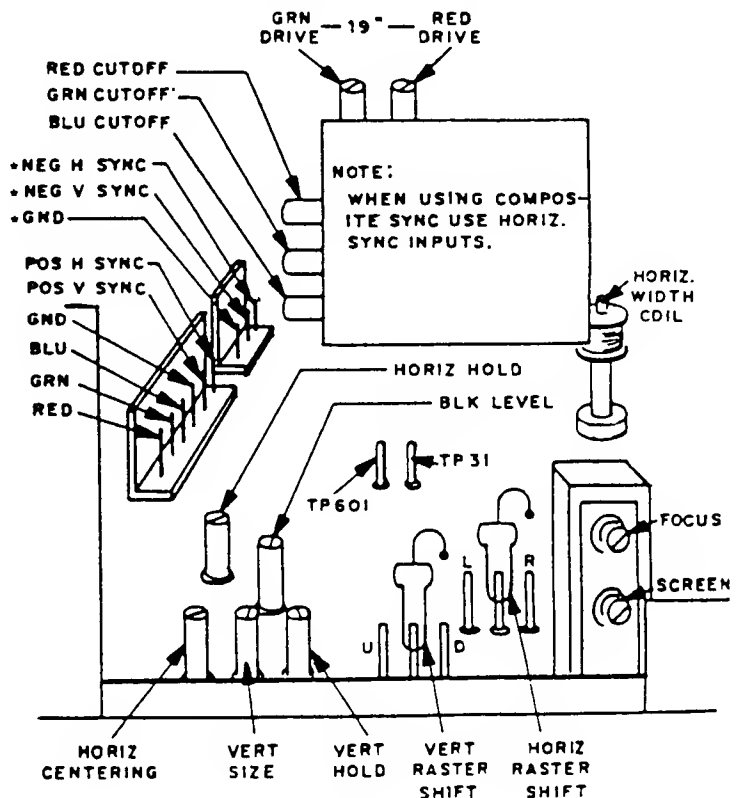 GRN — 19" — RED
DRIVE DRIVE
RED CUTOFF
GRN CUTOFF'
BLU CUTOFF
*NEG H SYNC
*NEG V SYNC
*GND
POS H SYNC
POS V SYNC
GND
BLU
GRN
RED
NOTE:
WHEN USING COMPOS-
ITE SYNC USE HORIZ.
SYNC INPUTS.
HORIZ.
WIDTH
COIL
HORIZ HOLD
BLK LEVEL
TP601
TP31
FOCUS
SCREEN
L
R
U
D
HORIZ
CENTERING
VERT
SIZE
VERT
HOLD
VERT
RASTER
SHIFT
HORIZ
RASTER
SHIFT